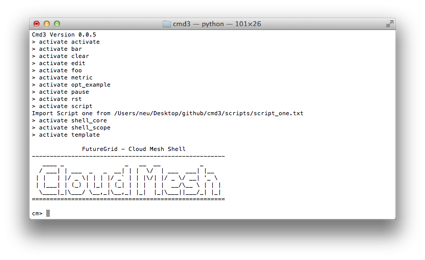 cmd3 — python — 101×26
Cmd3 Version 0.0.5
> activate activate
> activate bar
> activate clear
> activate edit
> activate foo
> activate metric
> activate opt_example
> activate pause
> activate rst
> activate script
Import Script one from /Users/neu/Desktop/github/cmd3/scripts/script_one.txt
> activate shell_core
> activate shell_scope
> activate template
FutureGrid - Cloud Mesh Shell
Cloud Mesh
cm>